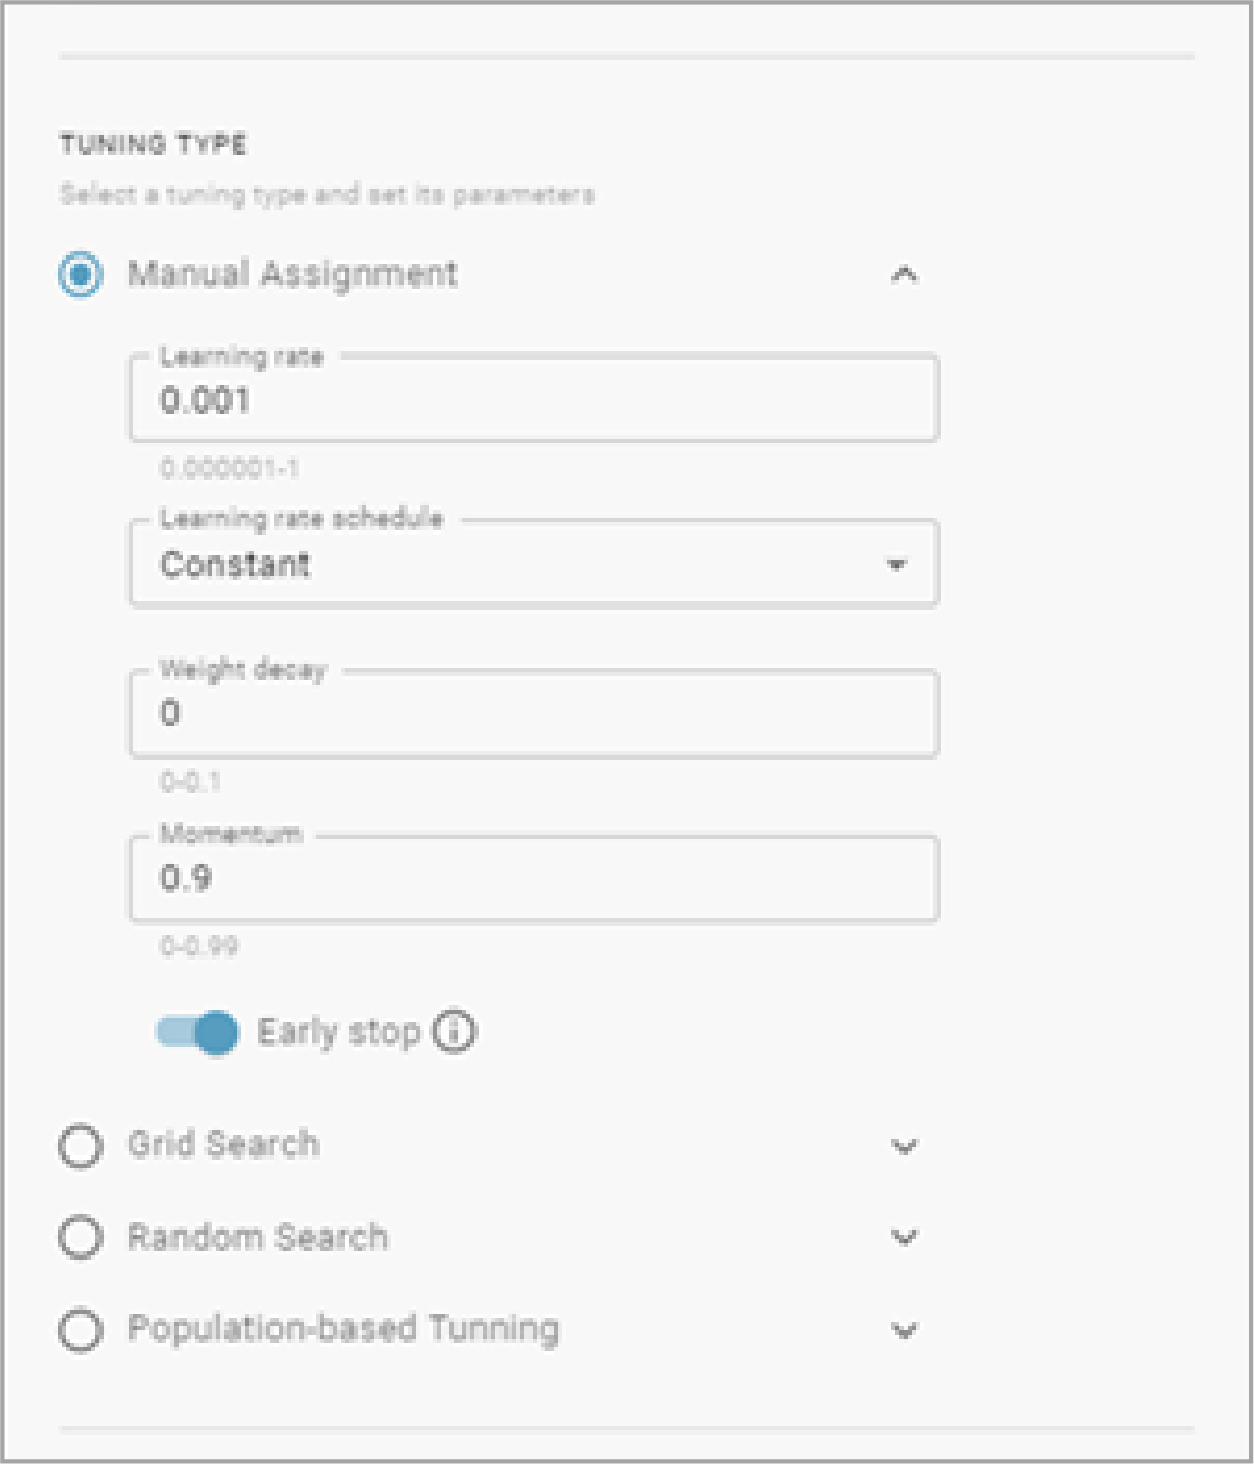 TUNING TYPE
Select a tuning type and set its parameters
Manual Assignment
Learning rate
0.001
0.000001-1
Learning rate schedule
Constant
Weight decay
0
0-0.1
Momentum
0.9
0-0.99
Early stop
Grid Search
Random Search
Population-based Tunning